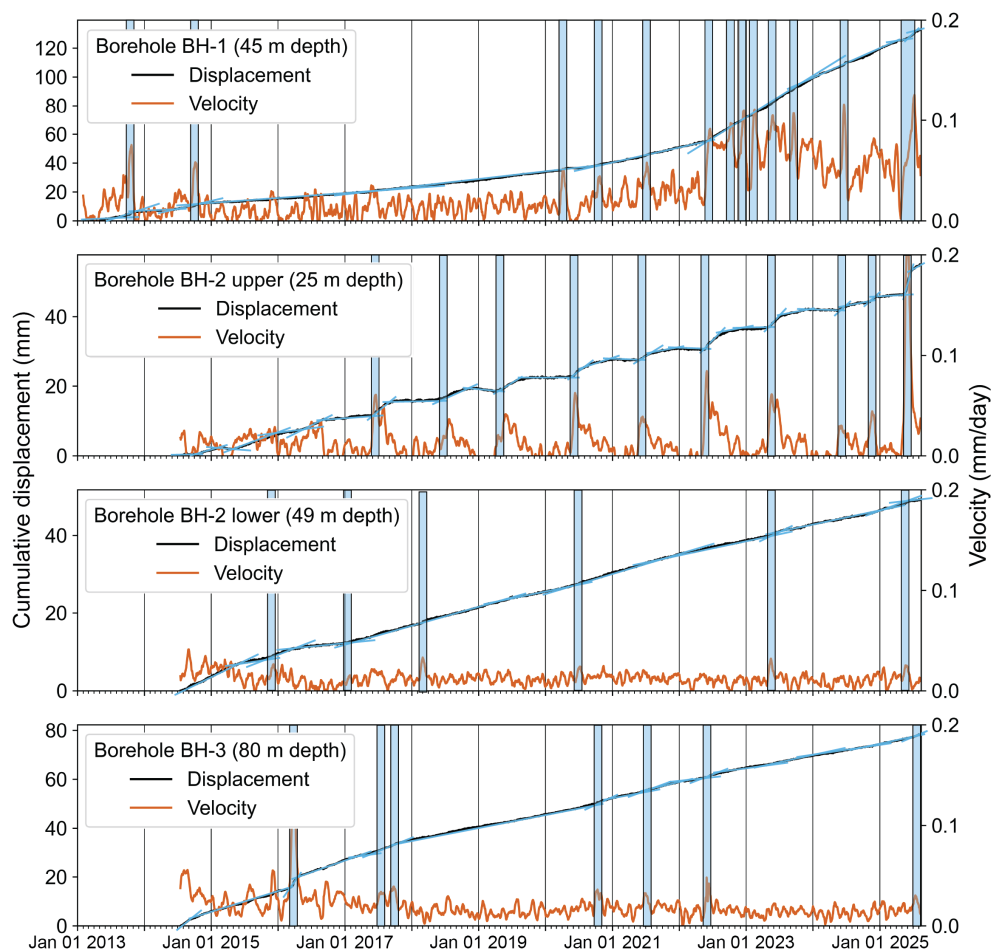 120
100
80
60
40
20
0
Borehole BH-1 (45 m depth)
Displacement
Velocity
0.2
0.1
0.0
40
20
0
Borehole BH-2 upper (25 m depth)
Displacement
Velocity
0.2
0.1
0.0
Cumulative displacement (mm)
Velocity (mm/day)
40
20
0
Borehole BH-2 lower (49 m depth)
Displacement
Velocity
0.2
0.1
0.0
80
60
40
20
0
Borehole BH-3 (80 m depth)
Displacement
Velocity
0.2
0.1
0.0
Jan 01 2013 Jan 01 2015 Jan 01 2017 Jan 01 2019 Jan 01 2021 Jan 01 2023 Jan 01 2025